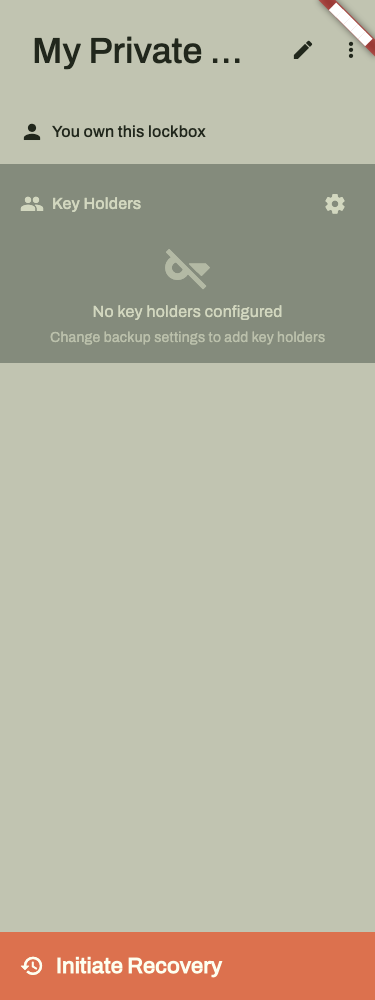 My Private ...
You own this lockbox
Key Holders
No key holders configured
Change backup settings to add key holders
Initiate Recovery